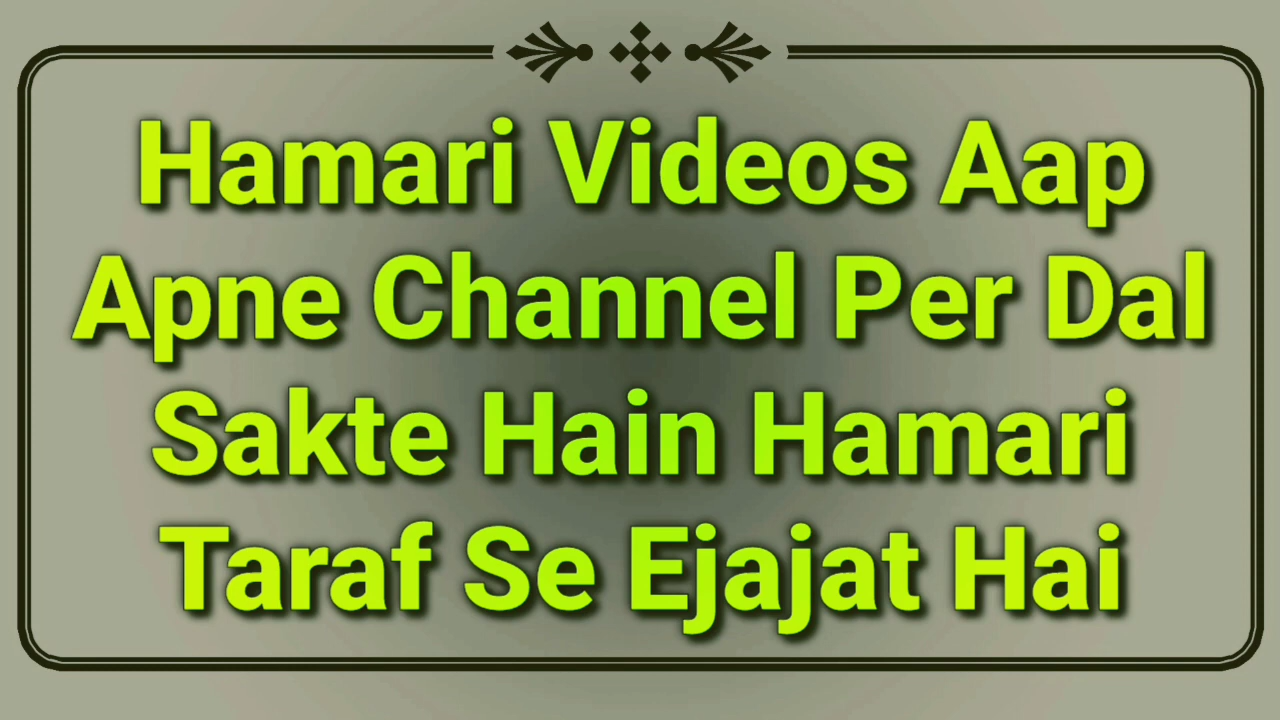 Hamari Videos Aap
Apne Channel Per Dal
Sakte Hain Hamari
Taraf Se Ejajat Hai